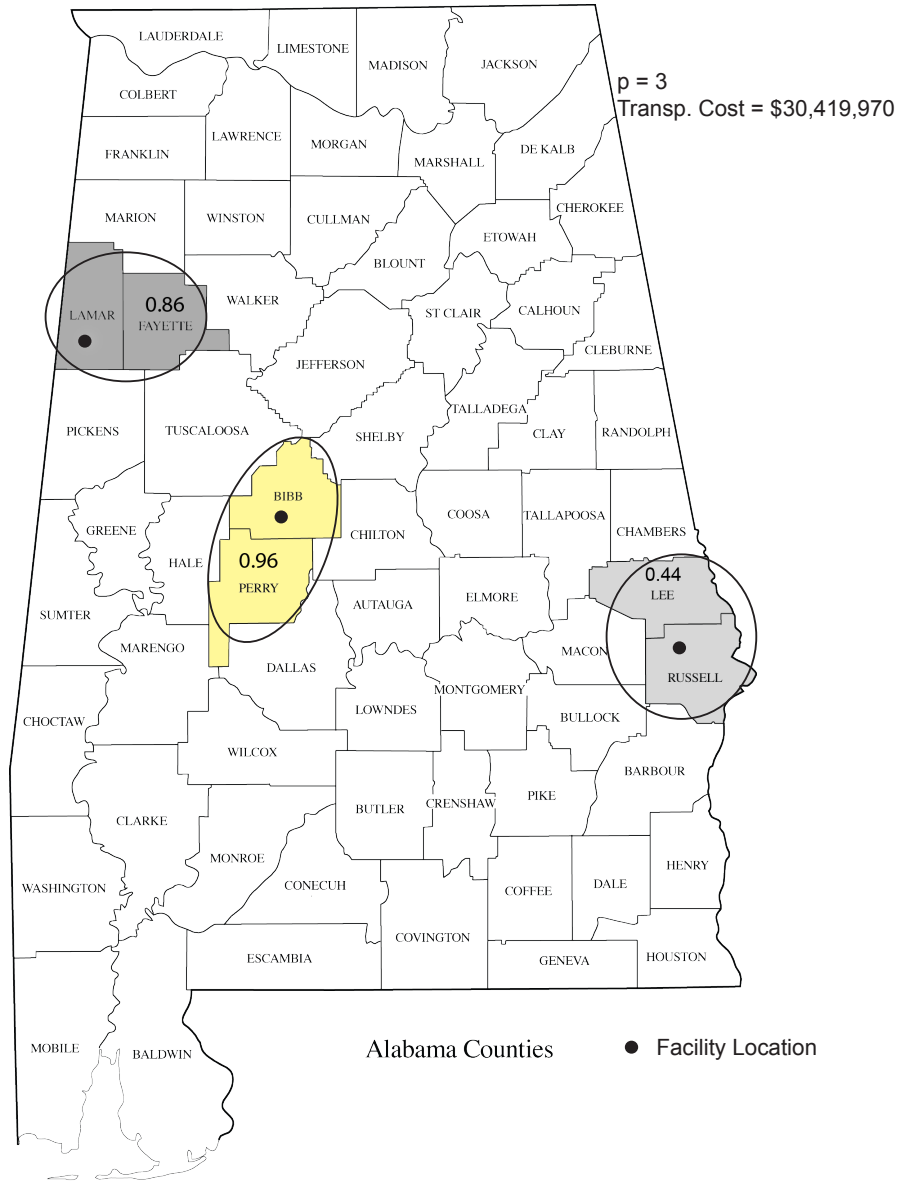 LAUDERDALE
LIMESTONE
MADISON
JACKSON
p = 3
Transp. Cost = $30,419,970
COLBERT
LAWRENCE
MORGAN
FRANKLIN
MARSHALL
DE KALB
MARION
WINSTON
CULLMAN
CHEROKEE
ETOWAH
BLOUNT
WALKER
0.86
LAMAR
FAYETTE
ST CLAIR
CALHOUN
JEFFERSON
CLEBURNE
TALLADEGA
PICKENS
TUSCALOOSA
SHELBY
CLAY
RANDOLPH
BIBB
COOSA
TALLAPOOSA
GREENE
CHILTON
CHAMBERS
HALE
0.96
PERRY
0.44
LEE
AUTAUGA
ELMORE
SUMTER
MARENGO
MACON
DALLAS
RUSSELL
MONTGOMERY
LOWNDES
BULLOCK
CHOCTAW
WILCOX
BARBOUR
CRENSHAW
PIKE
BUTLER
CLARKE
MONROE
HENRY
WASHINGTON
CONECUH
COFFEE
DALE
COVINGTON
ESCAMBIA
GENEVA
HOUSTON
MOBILE
BALDWIN
Alabama Counties
Facility Location